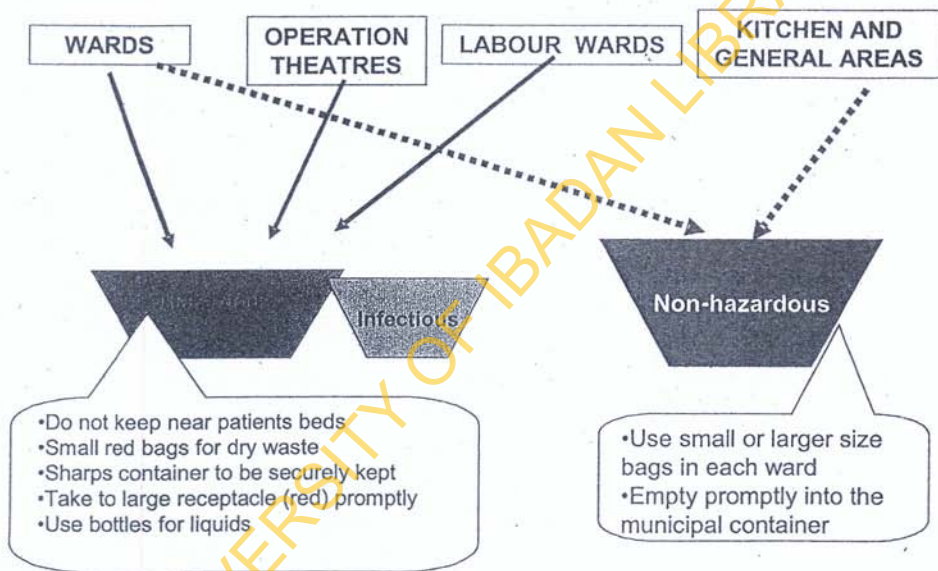 WARDS
OPERATION
THEATRES
LABOUR WARDS
KITCHEN AND
GENERAL AREAS
Infectious
Non-hazardous
•Do not keep near patients beds
•Small red bags for dry waste
•Sharps container to be securely kept
•Take to large receptacle (red) promptly
•Use bottles for liquids
•Use small or larger size
bags in each ward
•Empty promptly into the
municipal container
VERSITY OF IBADAN LIBRA